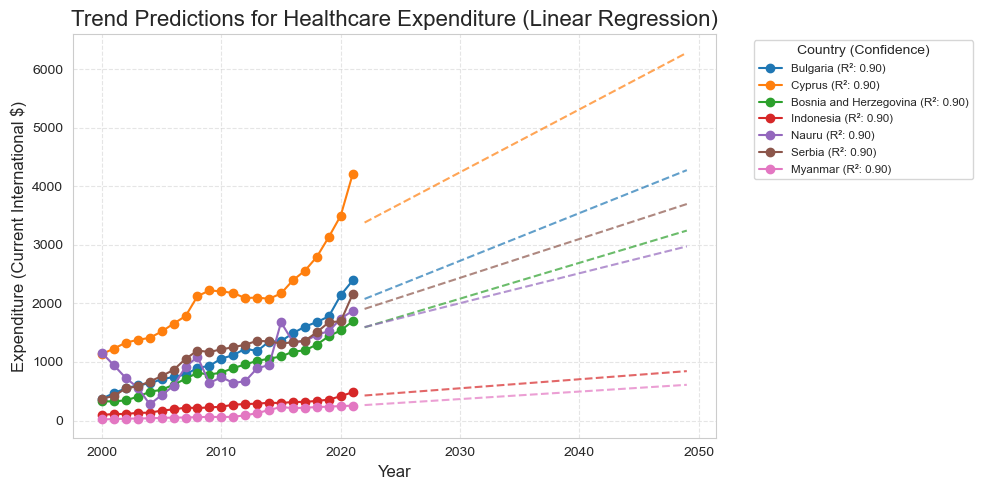 Trend Predictions for Healthcare Expenditure (Linear Regression)
Expenditure (Current International $)
6000
5000
4000
3000
2000
1000
0
2000
2010
2020
2030
2040
2050
Year
Country (Confidence)
Bulgaria (R²: 0.90)
Cyprus (R²: 0.90)
Bosnia and Herzegovina (R²: 0.90)
Indonesia (R²: 0.90)
Nauru (R²: 0.90)
Serbia (R²: 0.90)
Myanmar (R²: 0.90)